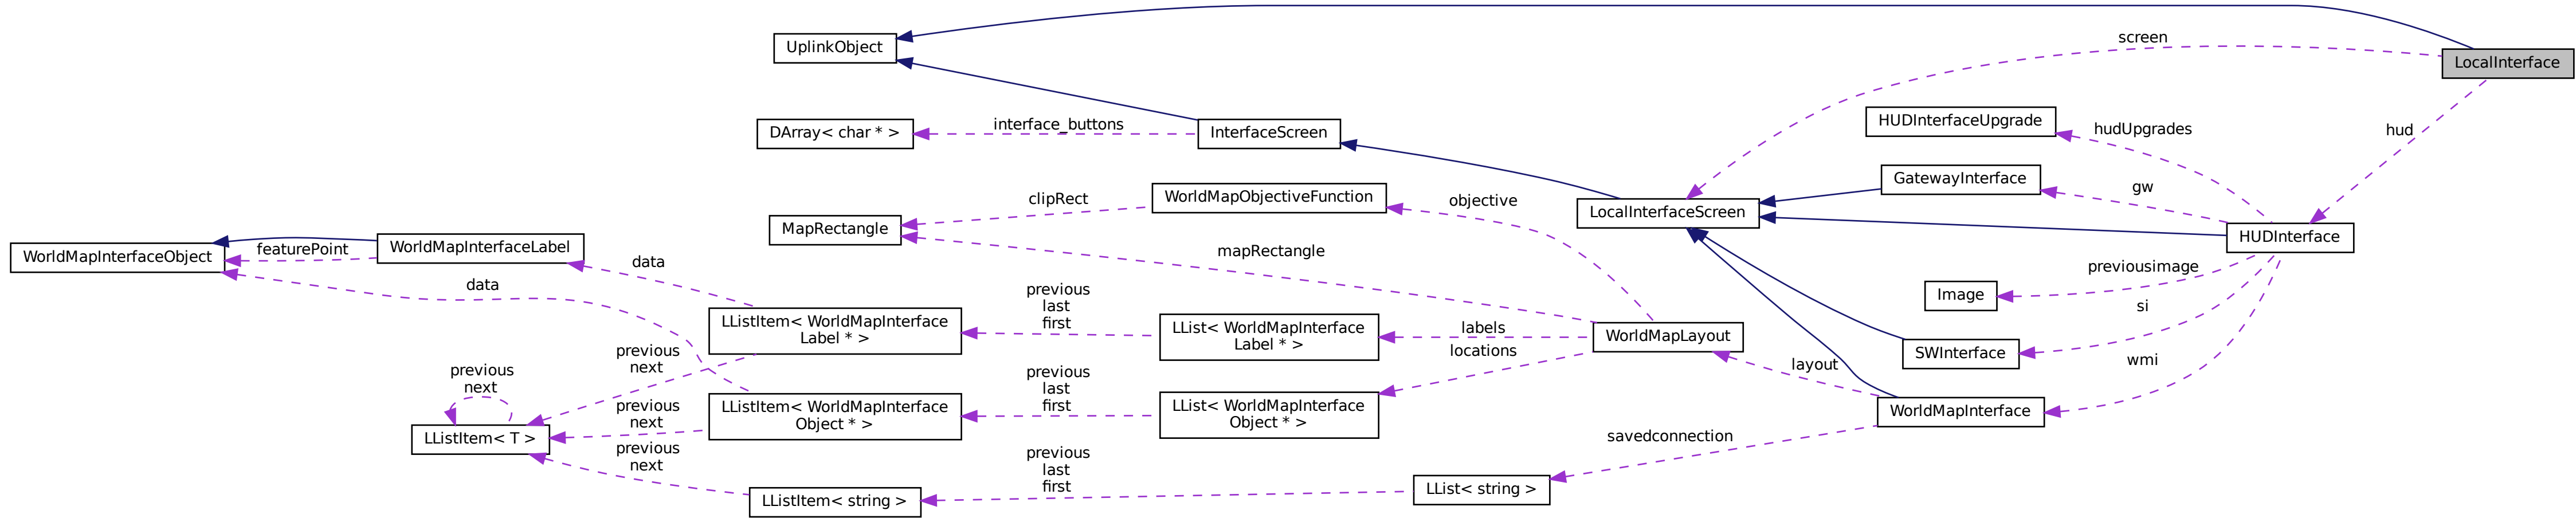 screen
UplinkObject
LocalInterface
HUDInterfaceUpgrade
hudUpgrades
hud
interface_buttons
DArray< char * >
InterfaceScreen
GatewayInterface
gw
WorldMapObjectiveFunction
clipRect
objective
LocalInterfaceScreen
MapRectangle
HUDInterface
WorldMapInterfaceLabel
featurePoint
WorldMapInterfaceObject
mapRectangle
data
data
previousimage
Image
si
previous
last
first
LListItem< WorldMapInterface
Label * >
LList< WorldMapInterface
Label * >
labels
WorldMapLayout
locations
previous
next
SWInterface
layout
wmi
previous
next
previous
last
first
LListItem< WorldMapInterface
Object * >
LList< WorldMapInterface
Object * >
previous
next
WorldMapInterface
LListItem< T >
savedconnection
previous
next
previous
last
first
LListItem< string >
LList< string >